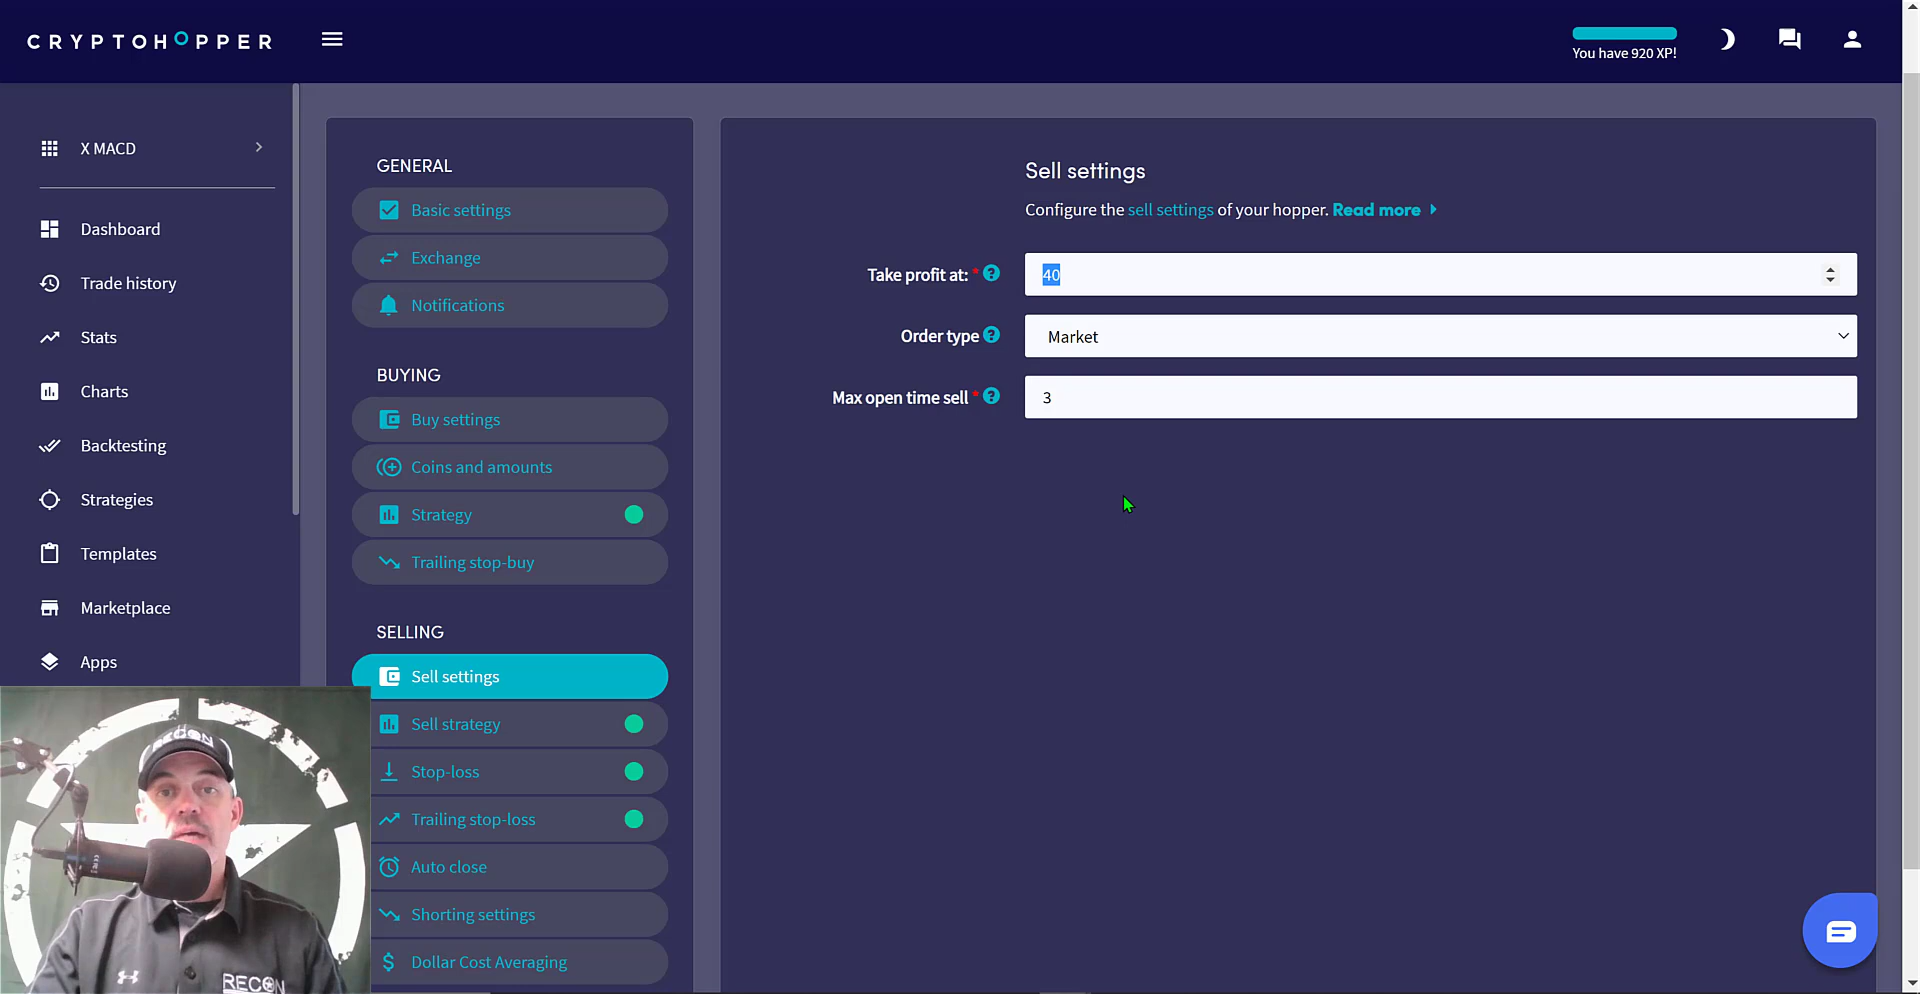 CRYPTOHOPPER
You have 920 XP!
X MACD
Dashboard
Trade history
Stats
Charts
Backtesting
Strategies
Templates
Marketplace
Apps
GENERAL
Basic settings
Exchange
Notifications
BUYING
Buy settings
Coins and amounts
Strategy
Trailing stop-buy
SELLING
Sell settings
Sell strategy
Stop-loss
Trailing stop-loss
Auto close
Shorting settings
Dollar Cost Averaging
Sell settings
Configure the sell settings of your hopper. Read more
Take profit at: * ?
40
Order type ?
Market
Max open time sell * ?
3
RECON
RECON